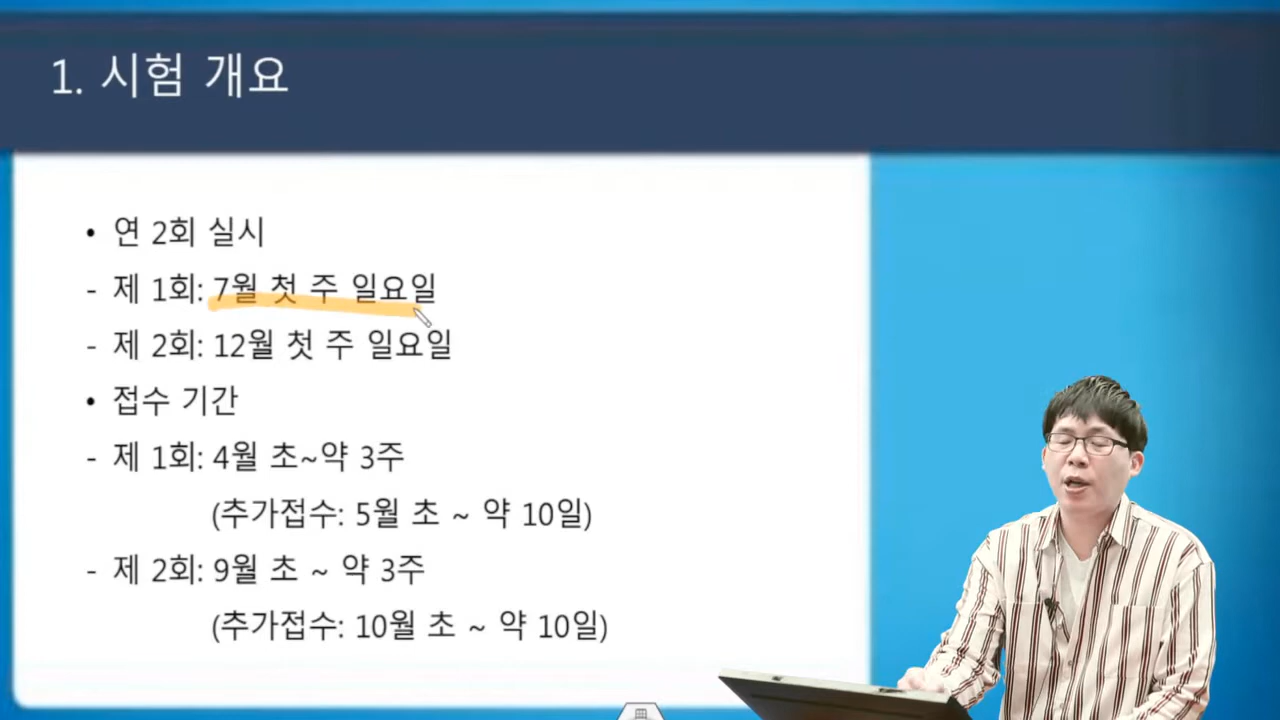 1. 시험 개요
• 연 2회 실시
- 제 1회: 7월 첫 주 일요일
- 제 2회: 12월 첫 주 일요일
• 접수 기간
- 제 1회: 4월 초~약 3주
(추가접수: 5월 초 ~ 약 10일)
- 제 2회: 9월 초 ~ 약 3주
(추가접수: 10월 초 ~ 약 10일)